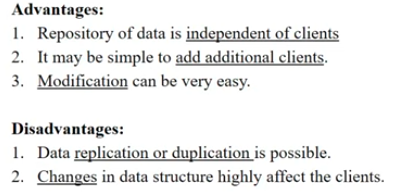 Advantages:
1. Repository of data is independent of clients
2. It may be simple to add additional clients.
3. Modification can be very easy.
Disadvantages:
1. Data replication or duplication is possible.
2. Changes in data structure highly affect the clients.